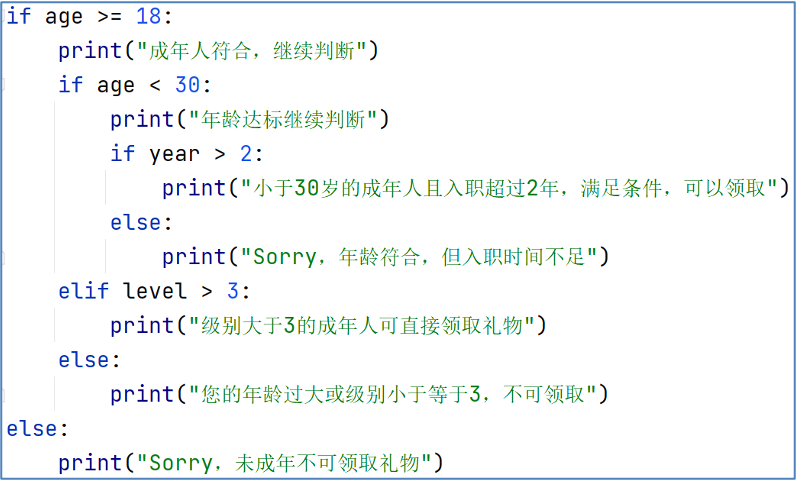 if age >= 18:
    print("成年人符合，继续判断")
    if age < 30:
        print("年龄达标继续判断")
        if year > 2:
            print("小于30岁的成年人且入职超过2年，满足条件，可以领取")
        else:
            print("Sorry，年龄符合，但入职时间不足")
    elif level > 3:
        print("级别大于3的成年人可直接领取礼物")
    else:
        print("您的年龄过大或级别小于等于3，不可领取")
else:
    print("Sorry，未成年不可领取礼物")